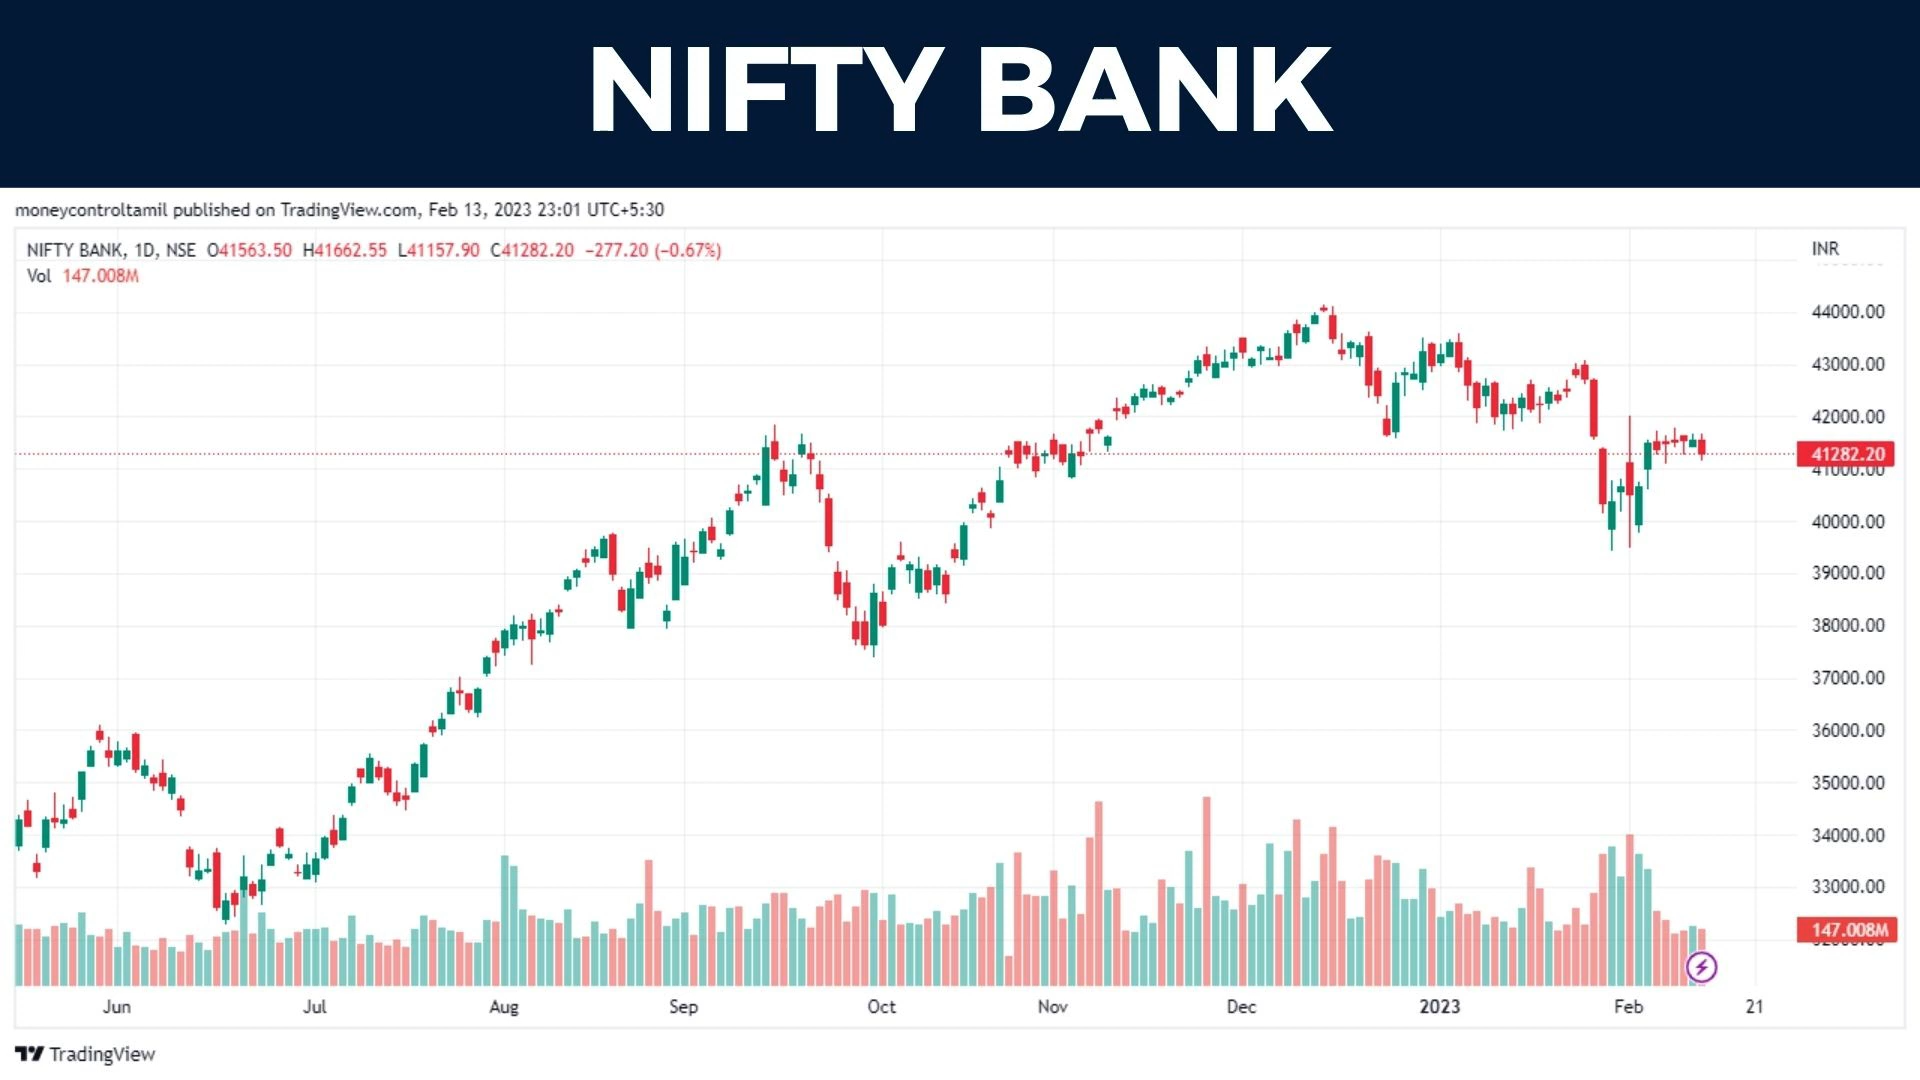 NIFTY BANK
moneycontroltamil published on TradingView.com, Feb 13, 2023 23:01 UTC+5:30
NIFTY BANK, 1D, NSE O41563.50 H41662.55 L41157.90 C41282.20 −277.20 (−0.67%)
Vol 147.008M
INR
44000.00
43000.00
42000.00
41282.20
41000.00
40000.00
39000.00
38000.00
37000.00
36000.00
35000.00
34000.00
33000.00
147.008M
Jun Jul Aug Sep Oct Nov Dec 2023 Feb 21
TradingView